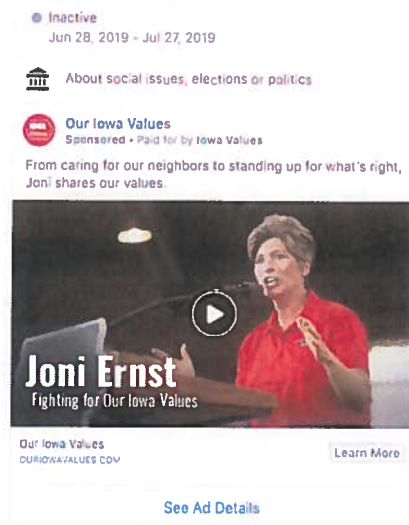 Inactive
Jun 28, 2019 - Jul 27, 2019
About social issues, elections or politics
Our Iowa Values
Sponsored • Paid for by Iowa Values
From caring for our neighbors to standing up for what's right,
Joni shares our values.
Joni Ernst
Fighting for Our Iowa Values
Our Iowa Values
OURIOWAVALUES.COM
Learn More
See Ad Details